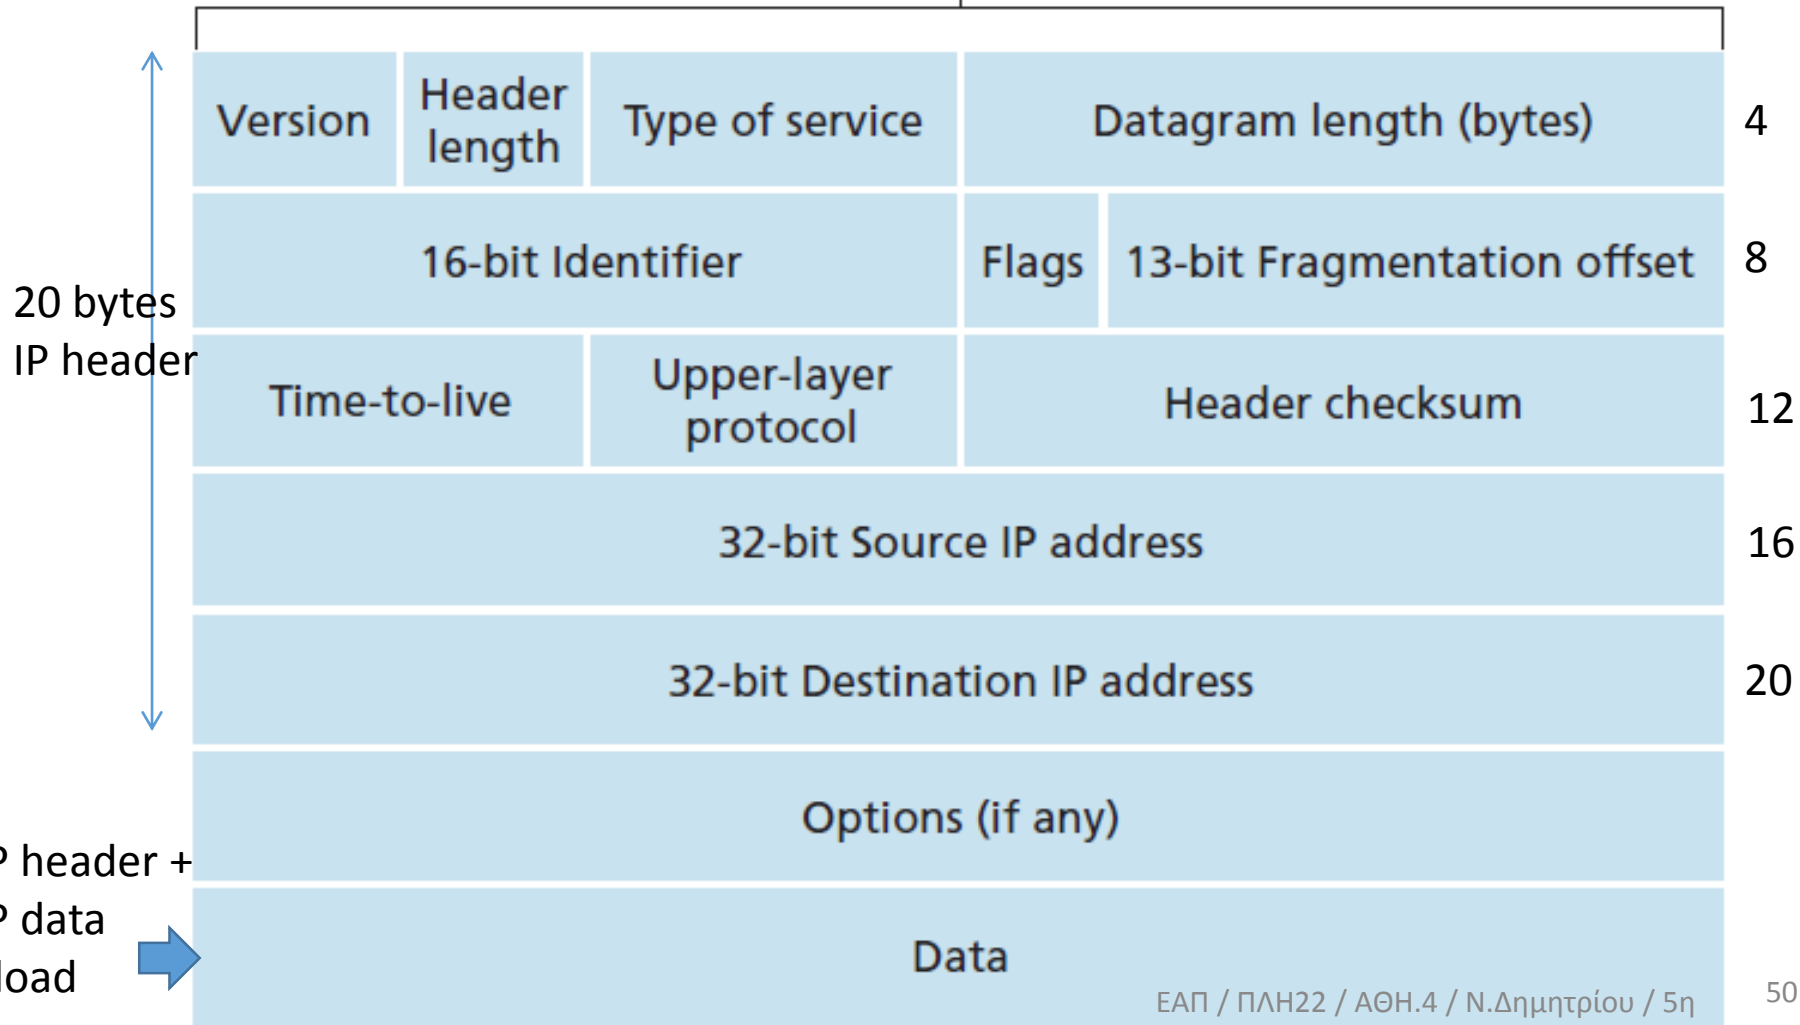 Version
Header
length
Type of service
Datagram length (bytes)
4
16-bit Identifier
Flags
13-bit Fragmentation offset
8
20 bytes
IP header
Time-to-live
Upper-layer
protocol
Header checksum
12
32-bit Source IP address
16
32-bit Destination IP address
20
Options (if any)
P header +
P data
load
Data
ΕΑΠ / ΠΛΗ22 / ΑΘΗ.4 / Ν.Δημητρίου / 5η
50